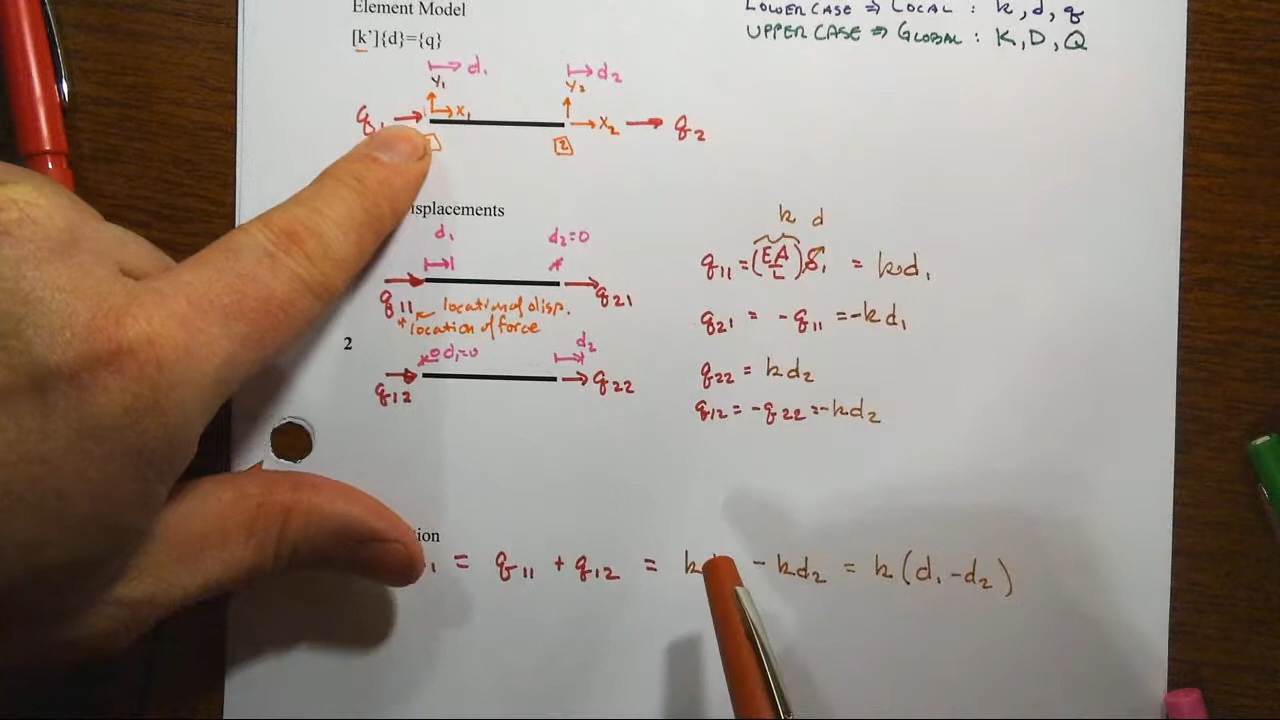 Element Model
LOWER CASE ⇒ LOCAL : k, d, q
[k']{d}={q}
UPPER CASE ⇒ GLOBAL : K, D, Q
d₁
d₂
y₁
y₂
q₁
x₁
x₂
q₂
2
k d
d₁
d₂=0
q₁₁ = (EA/L)δ₁ = kd₁
q₁₁
location of disp.
q₂₁
location of force
q₂₁ = -q₁₁ = -kd₁
2
d₁=0
d₂
q₁₂
q₂₂
q₂₂ = kd₂
q₁₂ = -q₂₂ = -kd₂
= q₁₁ + q₁₂ = k - kd₂ = k(d₁-d₂)